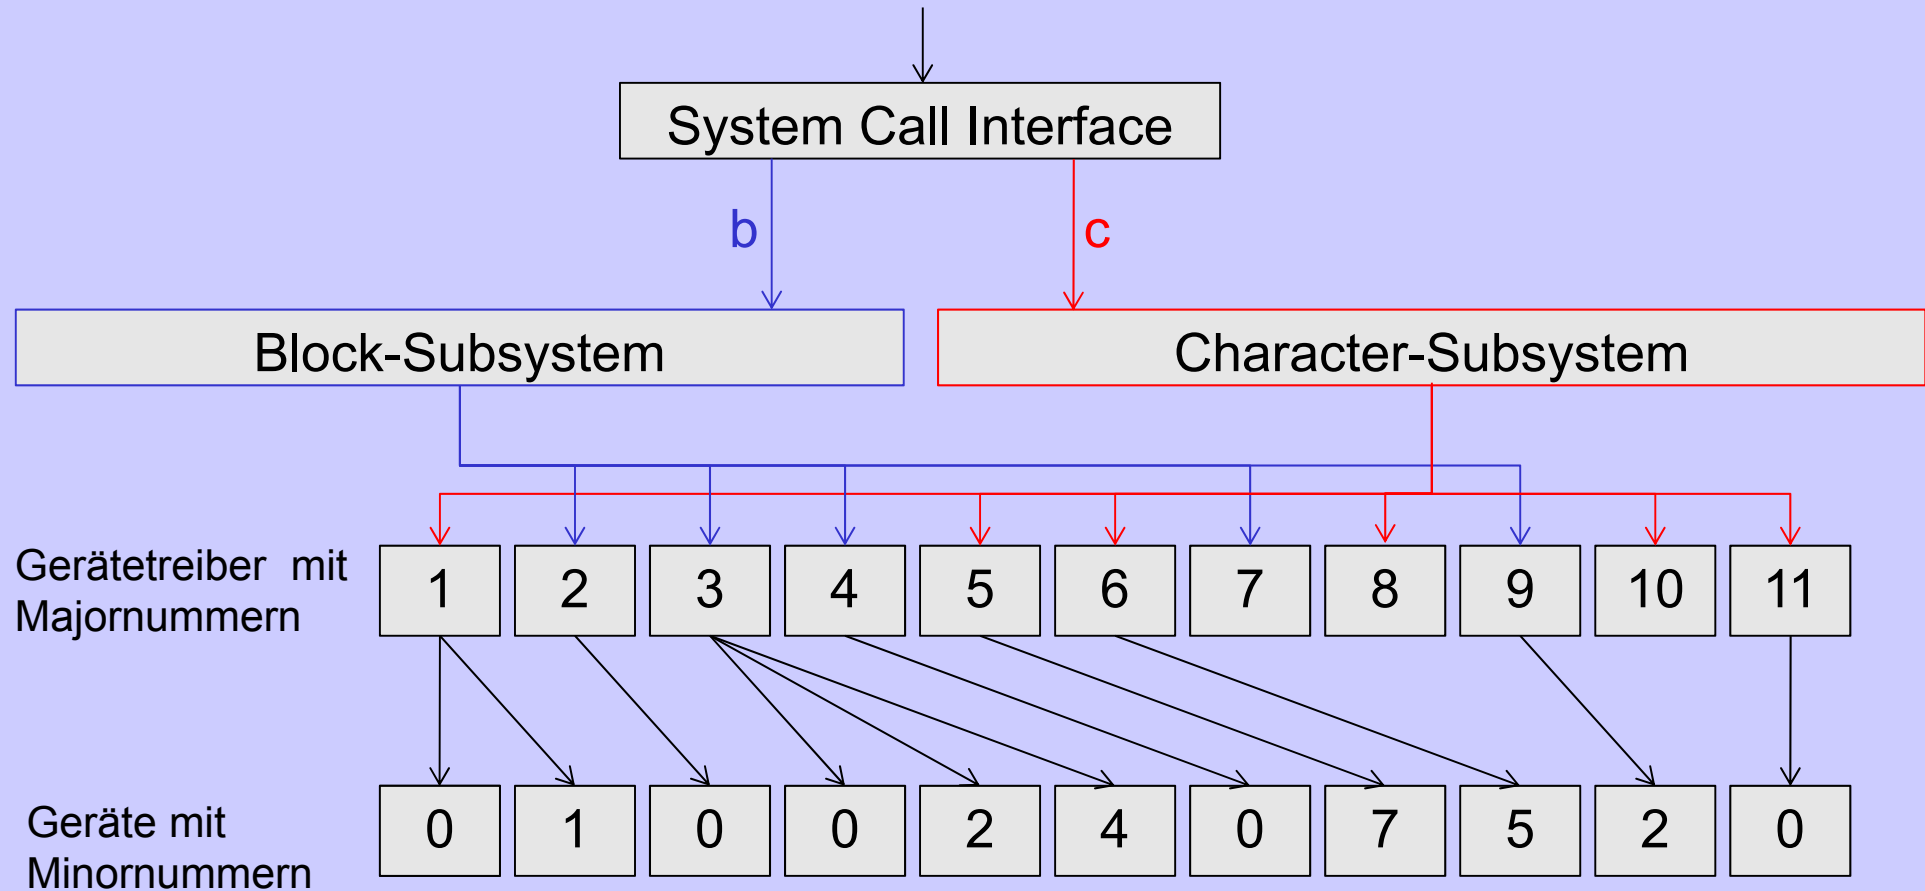 System Call Interface
b
c
Block-Subsystem
Character-Subsystem
Gerätetreiber mit
Majornummern
1 2 3 4 5 6 7 8 9 10 11
Geräte mit
Minornummern
0 1 0 0 2 4 0 7 5 2 0